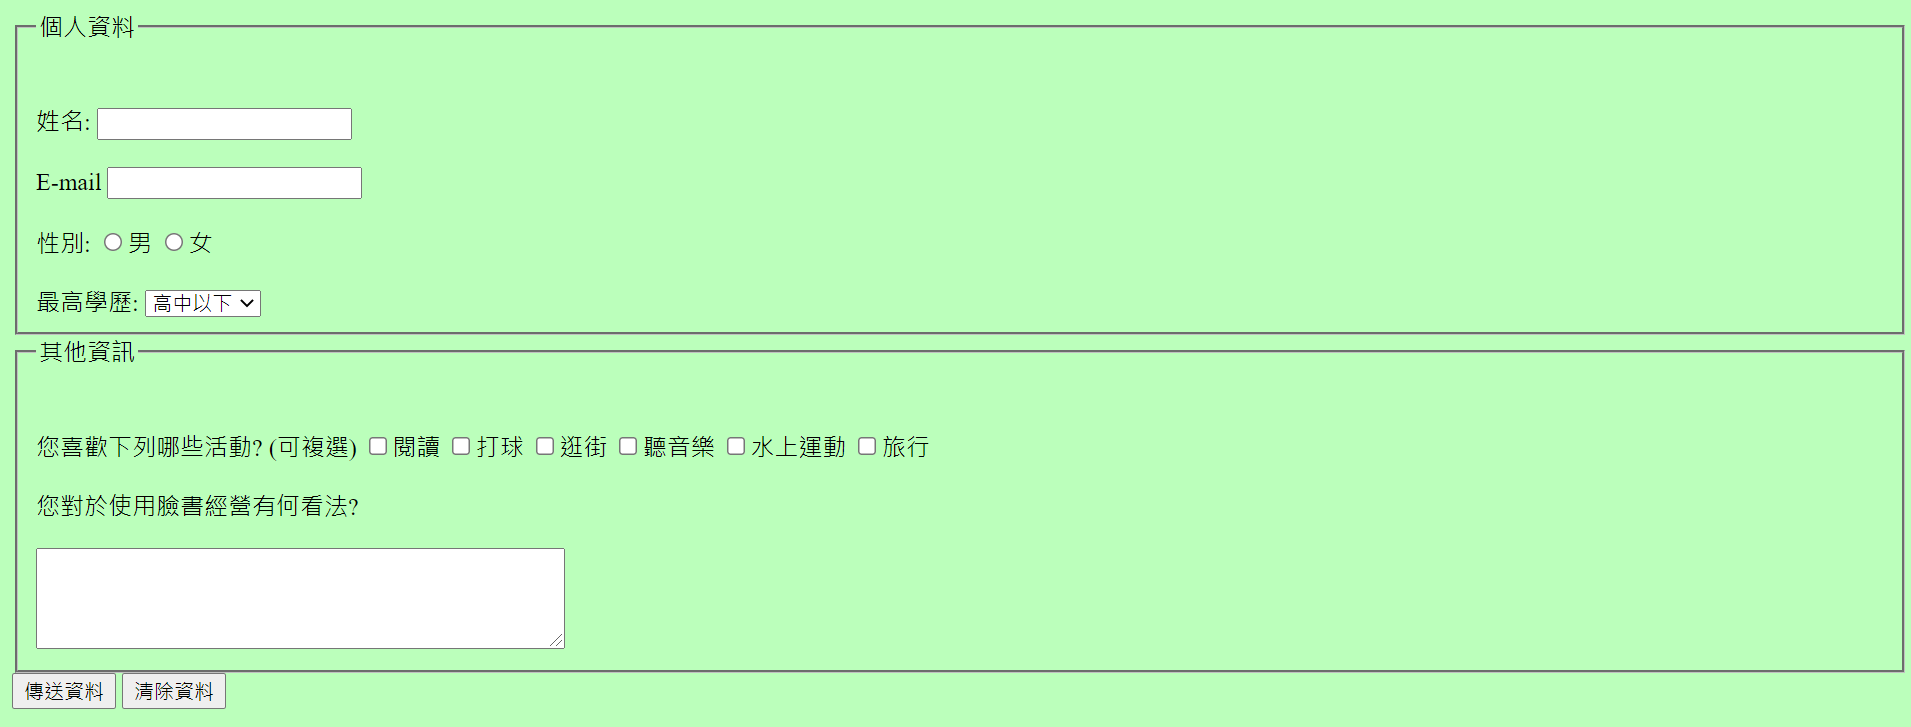 個人資料
姓名:
E-mail
性別: 男 女
最高學歷: 高中以下
其他資訊
您喜歡下列哪些活動? (可複選) 閱讀 打球 逛街 聽音樂 水上運動 旅行
您對於使用臉書經營有何看法?
傳送資料 清除資料